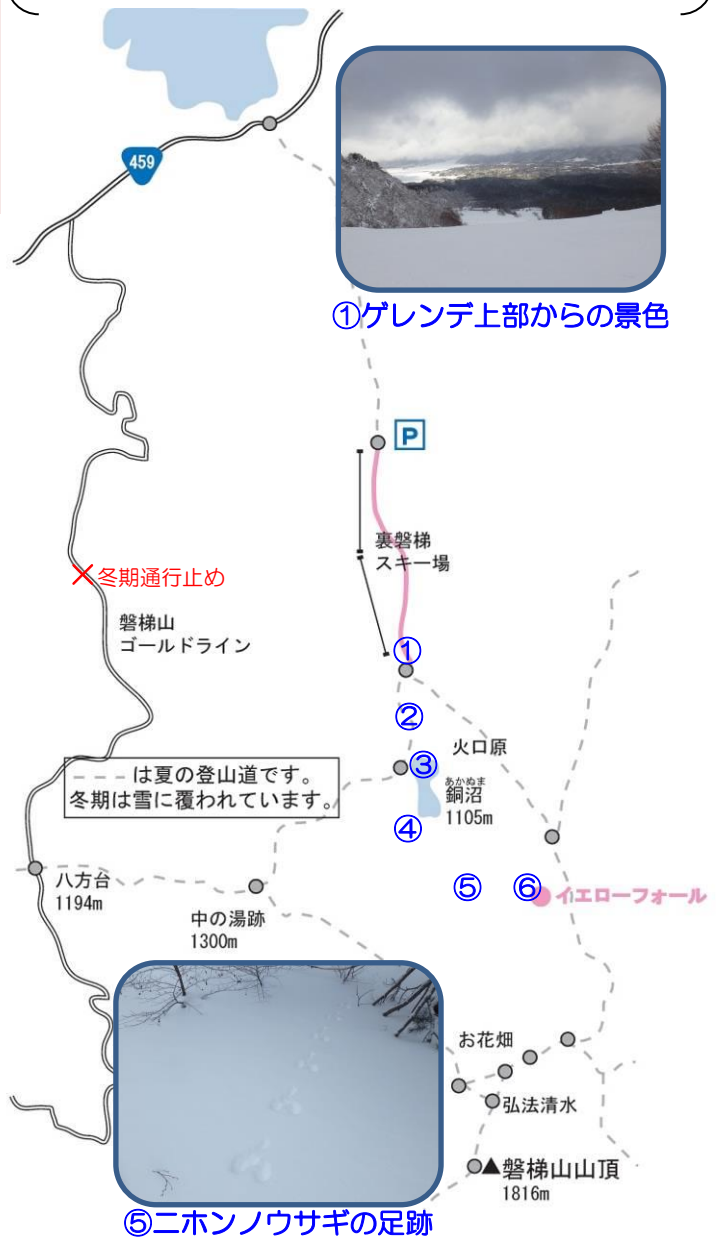 459
①ゲレンデ上部からの景色
P
裏磐梯
スキー場
冬期通行止め
磐梯山
ゴールドライン
①
②
火口原
③
あかぬま
銅沼
1105m
---- は夏の登山道です。
冬期は雪に覆われています。
④
八方台
1194m
中の湯跡
1300m
⑤
⑥
イエローフォール
お花畑
弘法清水
磐梯山山頂
1816m
⑤ニホンノウサギの足跡